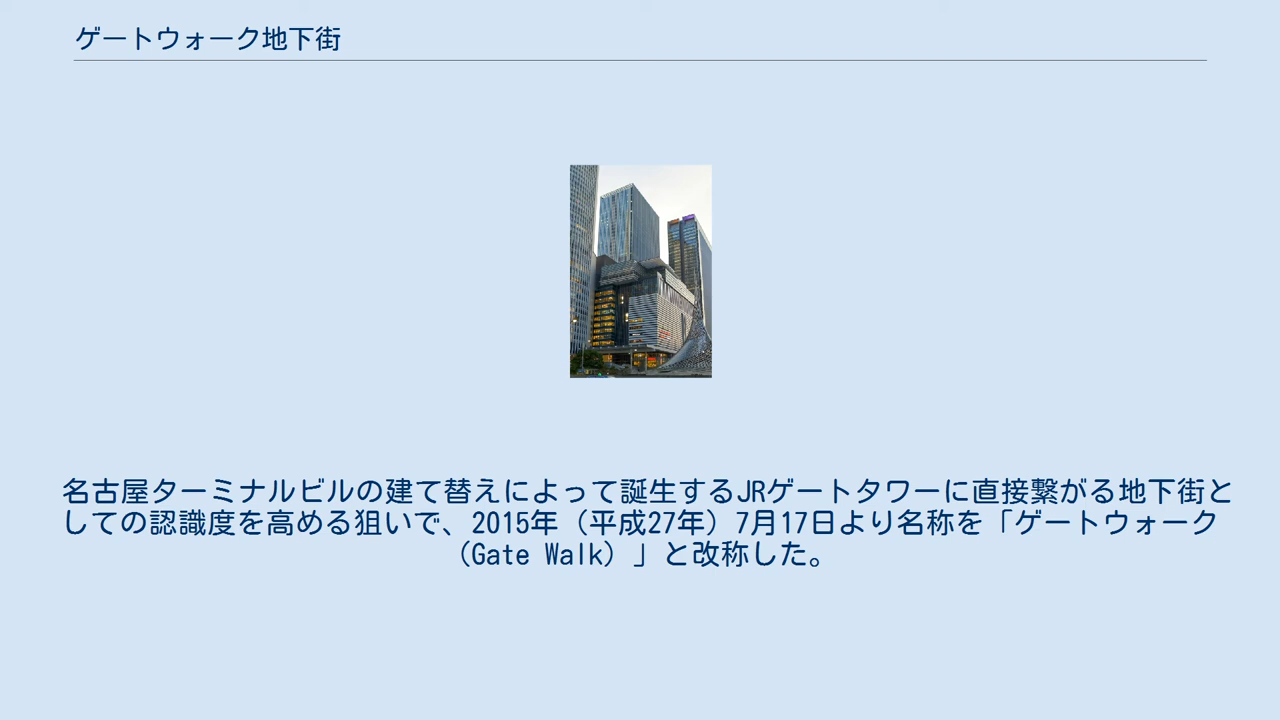 ゲートウォーク地下街
名古屋ターミナルビルの建て替えによって誕生するJRゲートタワーに直接繋がる地下街と
しての認識度を高める狙いで、2015年（平成27年）7月17日より名称を「ゲートウォーク
（Gate Walk）」と改称した。